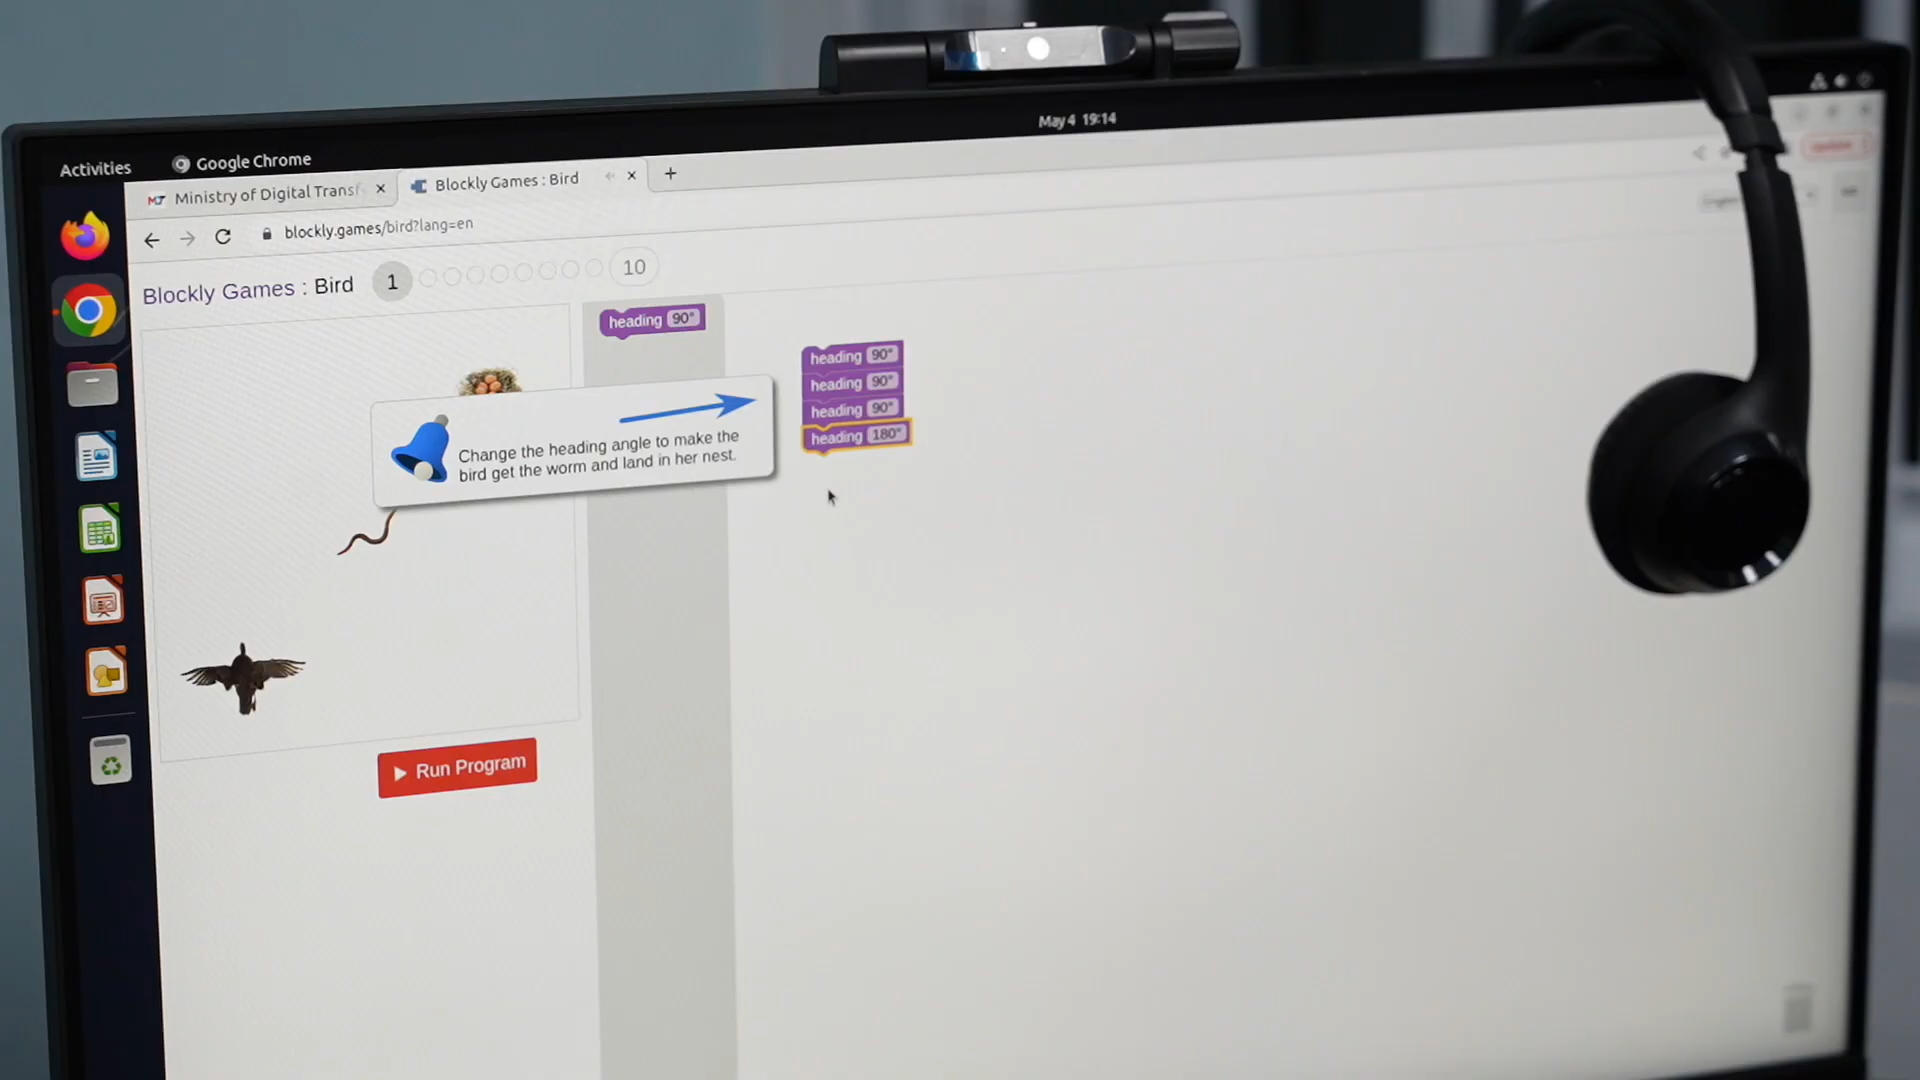 May 4 19:14
Activities
Google Chrome
Ministry of Digital Transf
Blockly Games : Bird
blockly.games/bird?lang=en
Blockly Games : Bird 1 10
heading 90°
heading 90°
heading 90°
heading 90°
heading 180°
Change the heading angle to make the
bird get the worm and land in her nest.
Run Program